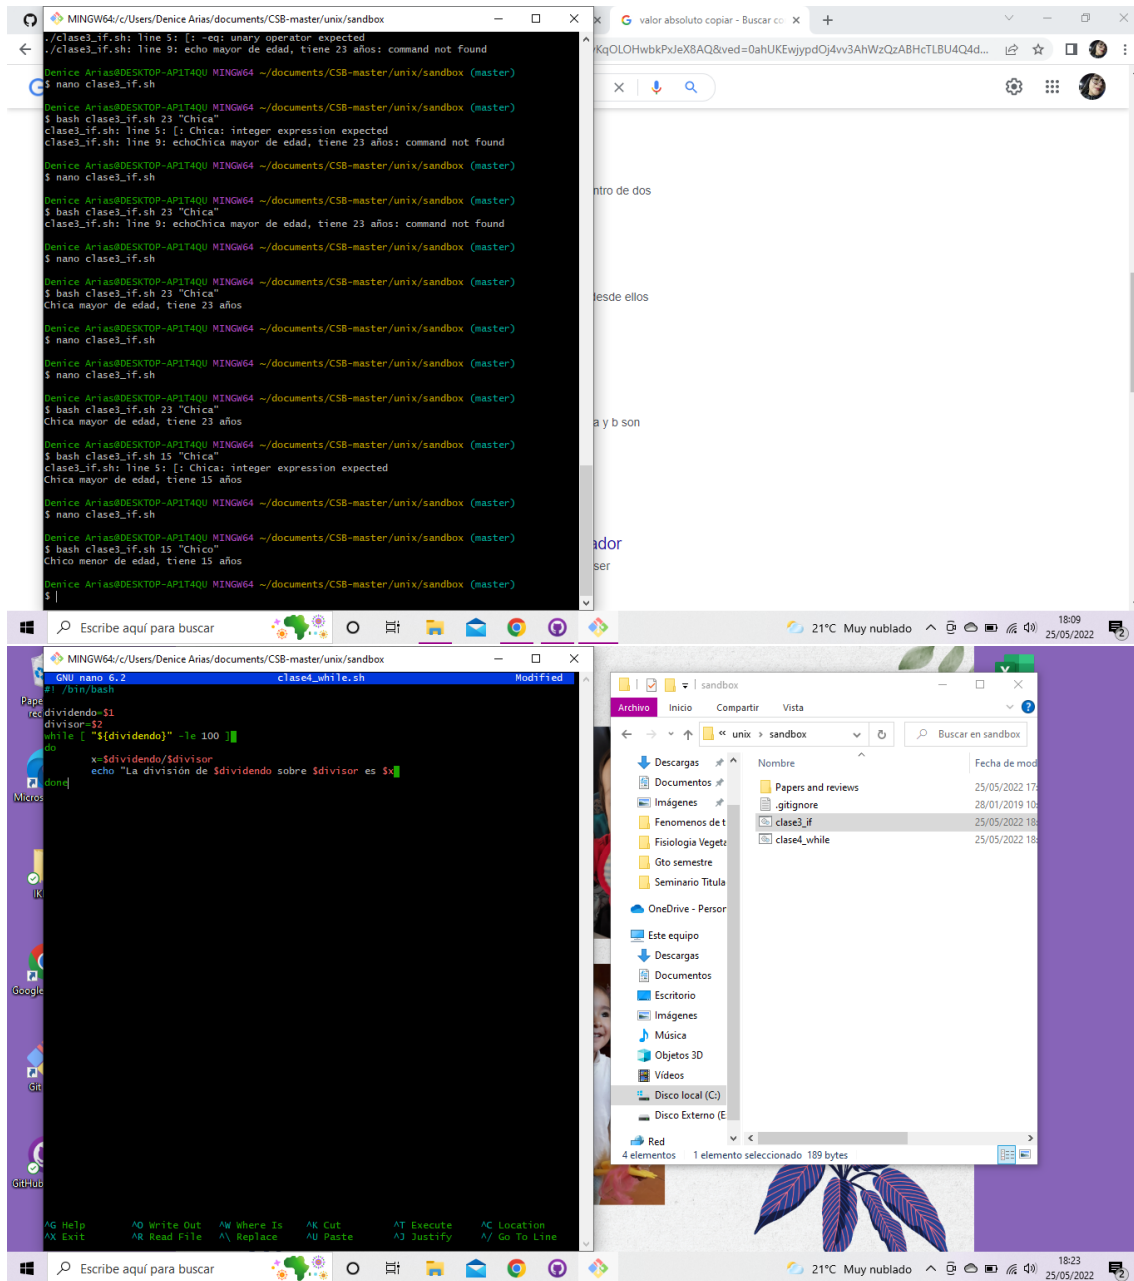 MINGW64:/c/Users/Denice Arias/documents/CSB-master/unix/sandbox
valor absoluto copiar - Buscar co
./clase3_if.sh: line 5: [: -eq: unary operator expected
./clase3_if.sh: line 9: echo mayor de edad, tiene 23 años: command not found
KqOLOHwbkPxJeX8AQ&ved=0ahUKEwjypdOj4vv3AhWzQzABHcTLBU4Q4d...
Denice Arias@DESKTOP-AP1T4QU MINGW64 ~/documents/CSB-master/unix/sandbox (master)
$ nano clase3_if.sh
Denice Arias@DESKTOP-AP1T4QU MINGW64 ~/documents/CSB-master/unix/sandbox (master)
$ bash clase3_if.sh 23 "Chica"
clase3_if.sh: line 5: [: Chica: integer expression expected
clase3_if.sh: line 9: echoChica mayor de edad, tiene 23 años: command not found
Denice Arias@DESKTOP-AP1T4QU MINGW64 ~/documents/CSB-master/unix/sandbox (master)
$ nano clase3_if.sh
Denice Arias@DESKTOP-AP1T4QU MINGW64 ~/documents/CSB-master/unix/sandbox (master)
$ bash clase3_if.sh 23 "Chica"
clase3_if.sh: line 9: echoChica mayor de edad, tiene 23 años: command not found
Denice Arias@DESKTOP-AP1T4QU MINGW64 ~/documents/CSB-master/unix/sandbox (master)
$ nano clase3_if.sh
Denice Arias@DESKTOP-AP1T4QU MINGW64 ~/documents/CSB-master/unix/sandbox (master)
$ bash clase3_if.sh 23 "Chica"
Chica mayor de edad, tiene 23 años
Denice Arias@DESKTOP-AP1T4QU MINGW64 ~/documents/CSB-master/unix/sandbox (master)
$ nano clase3_if.sh
Denice Arias@DESKTOP-AP1T4QU MINGW64 ~/documents/CSB-master/unix/sandbox (master)
$ nano clase3_if.sh
Denice Arias@DESKTOP-AP1T4QU MINGW64 ~/documents/CSB-master/unix/sandbox (master)
$ bash clase3_if.sh 23 "Chica"
Chica mayor de edad, tiene 23 años
Denice Arias@DESKTOP-AP1T4QU MINGW64 ~/documents/CSB-master/unix/sandbox (master)
$ bash clase3_if.sh 15 "Chica"
clase3_if.sh: line 5: [: Chica: integer expression expected
Chica mayor de edad, tiene 15 años
Denice Arias@DESKTOP-AP1T4QU MINGW64 ~/documents/CSB-master/unix/sandbox (master)
$ nano clase3_if.sh
Denice Arias@DESKTOP-AP1T4QU MINGW64 ~/documents/CSB-master/unix/sandbox (master)
$ bash clase3_if.sh 15 "Chico"
Chico menor de edad, tiene 15 años
Denice Arias@DESKTOP-AP1T4QU MINGW64 ~/documents/CSB-master/unix/sandbox (master)
$
ntro de dos
desde ellos
a y b son
ador
ser
Escribe aquí para buscar
21°C Muy nublado
18:09
25/05/2022
2
MINGW64:/c/Users/Denice Arias/documents/CSB-master/unix/sandbox
GNU nano 6.2 clase4_while.sh Modified
#! /bin/bash
dividendo=$1
divisor=$2
while [ "${dividendo}" -le 100 ]
do
x=$dividendo/$divisor
echo "La división de $dividendo sobre $divisor es $x
done
^G Help ^O Write Out ^W Where Is ^K Cut ^T Execute ^C Location
^X Exit ^R Read File ^\ Replace ^U Paste ^J Justify ^/ Go To Line
Pape
rec
Micros
IK
Google
Git
GitHub
sandbox
Archivo Inicio Compartir Vista
« unix > sandbox
Buscar en sandbox
Nombre Fecha de mod
Papers and reviews 25/05/2022 17:
.gitignore 28/01/2019 10:
clase3_if 25/05/2022 18:
clase4_while 25/05/2022 18:
Descargas
Documentos
Imágenes
Fenomenos de t
Fisiologia Vegeta
Gto semestre
Seminario Titula
OneDrive - Person
Este equipo
Descargas
Documentos
Escritorio
Imágenes
Música
Objetos 3D
Vídeos
Disco local (C:)
Disco Externo (E
Red
4 elementos 1 elemento seleccionado 189 bytes
Escribe aquí para buscar
21°C Muy nublado
18:23
25/05/2022
2